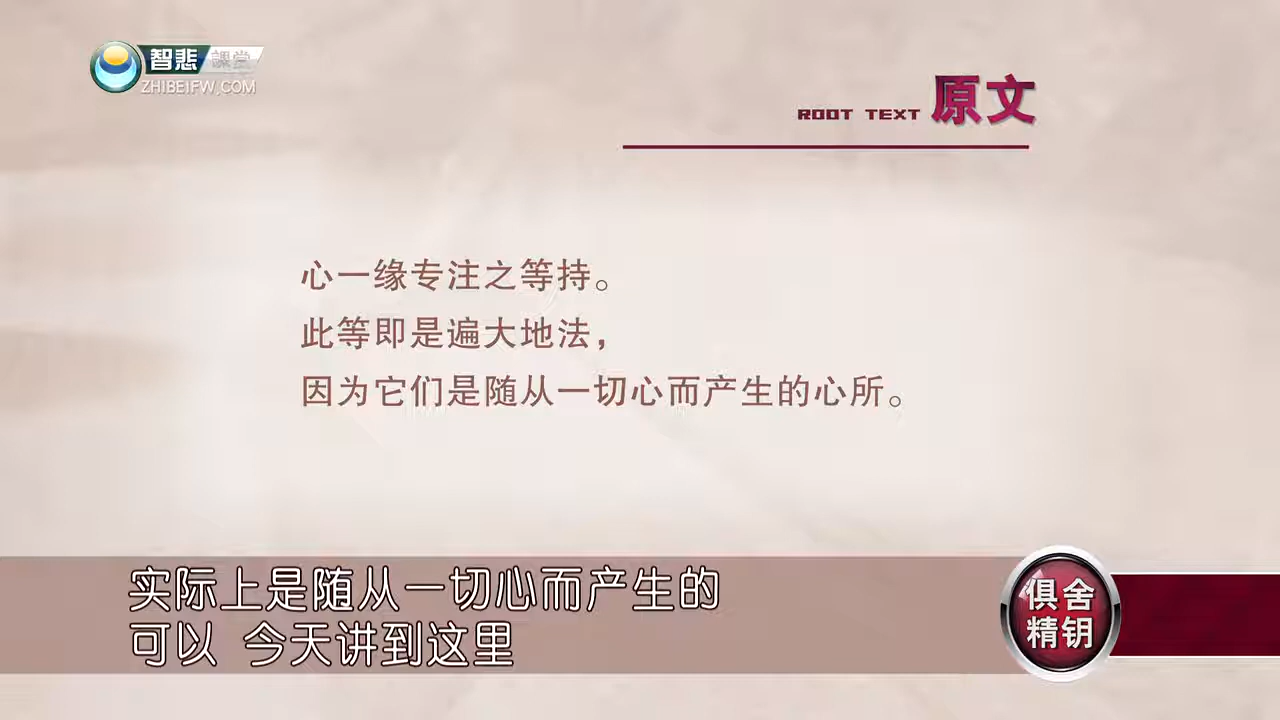 智悲 課堂
ZHIBEIFW.COM
ROOT TEXT 原文
心一缘专注之等持。
此等即是遍大地法，
因为它们是随从一切心而产生的心所。
实际上是随从一切心而产生的
可以 今天讲到这里
俱舍
精钥